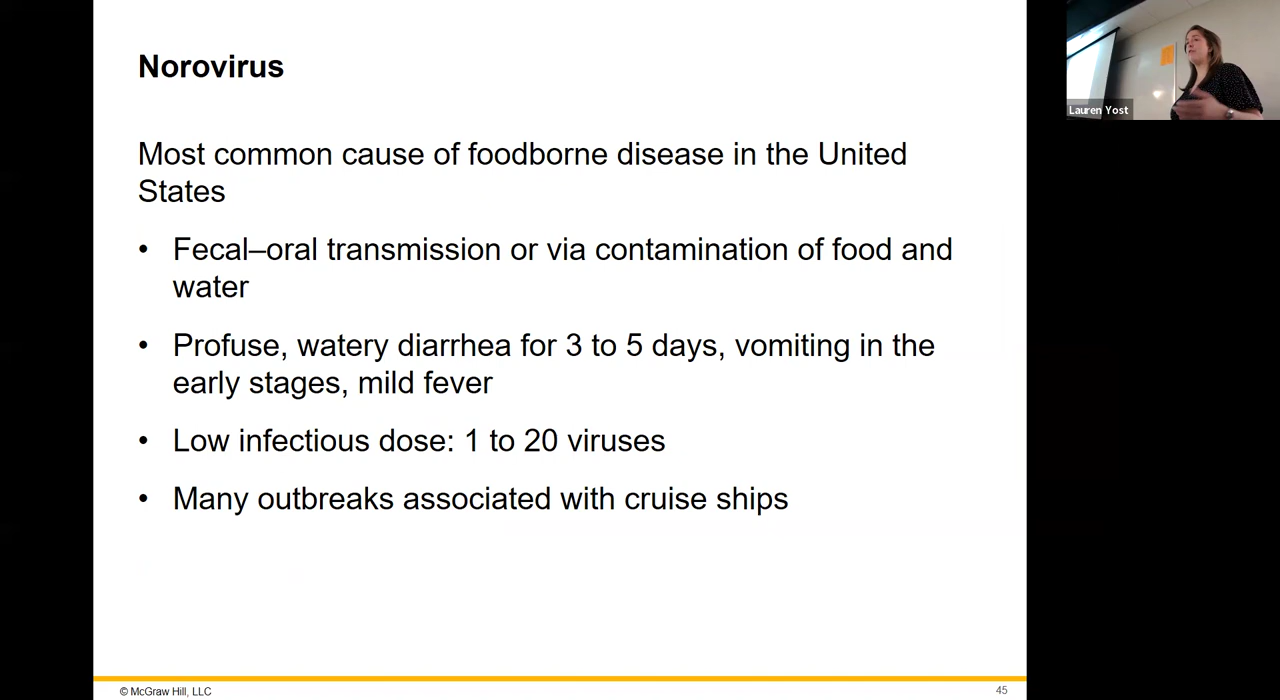 Norovirus
Most common cause of foodborne disease in the United
States
• Fecal–oral transmission or via contamination of food and
water
• Profuse, watery diarrhea for 3 to 5 days, vomiting in the
early stages, mild fever
• Low infectious dose: 1 to 20 viruses
• Many outbreaks associated with cruise ships
© McGraw Hill, LLC
45
Lauren Yost